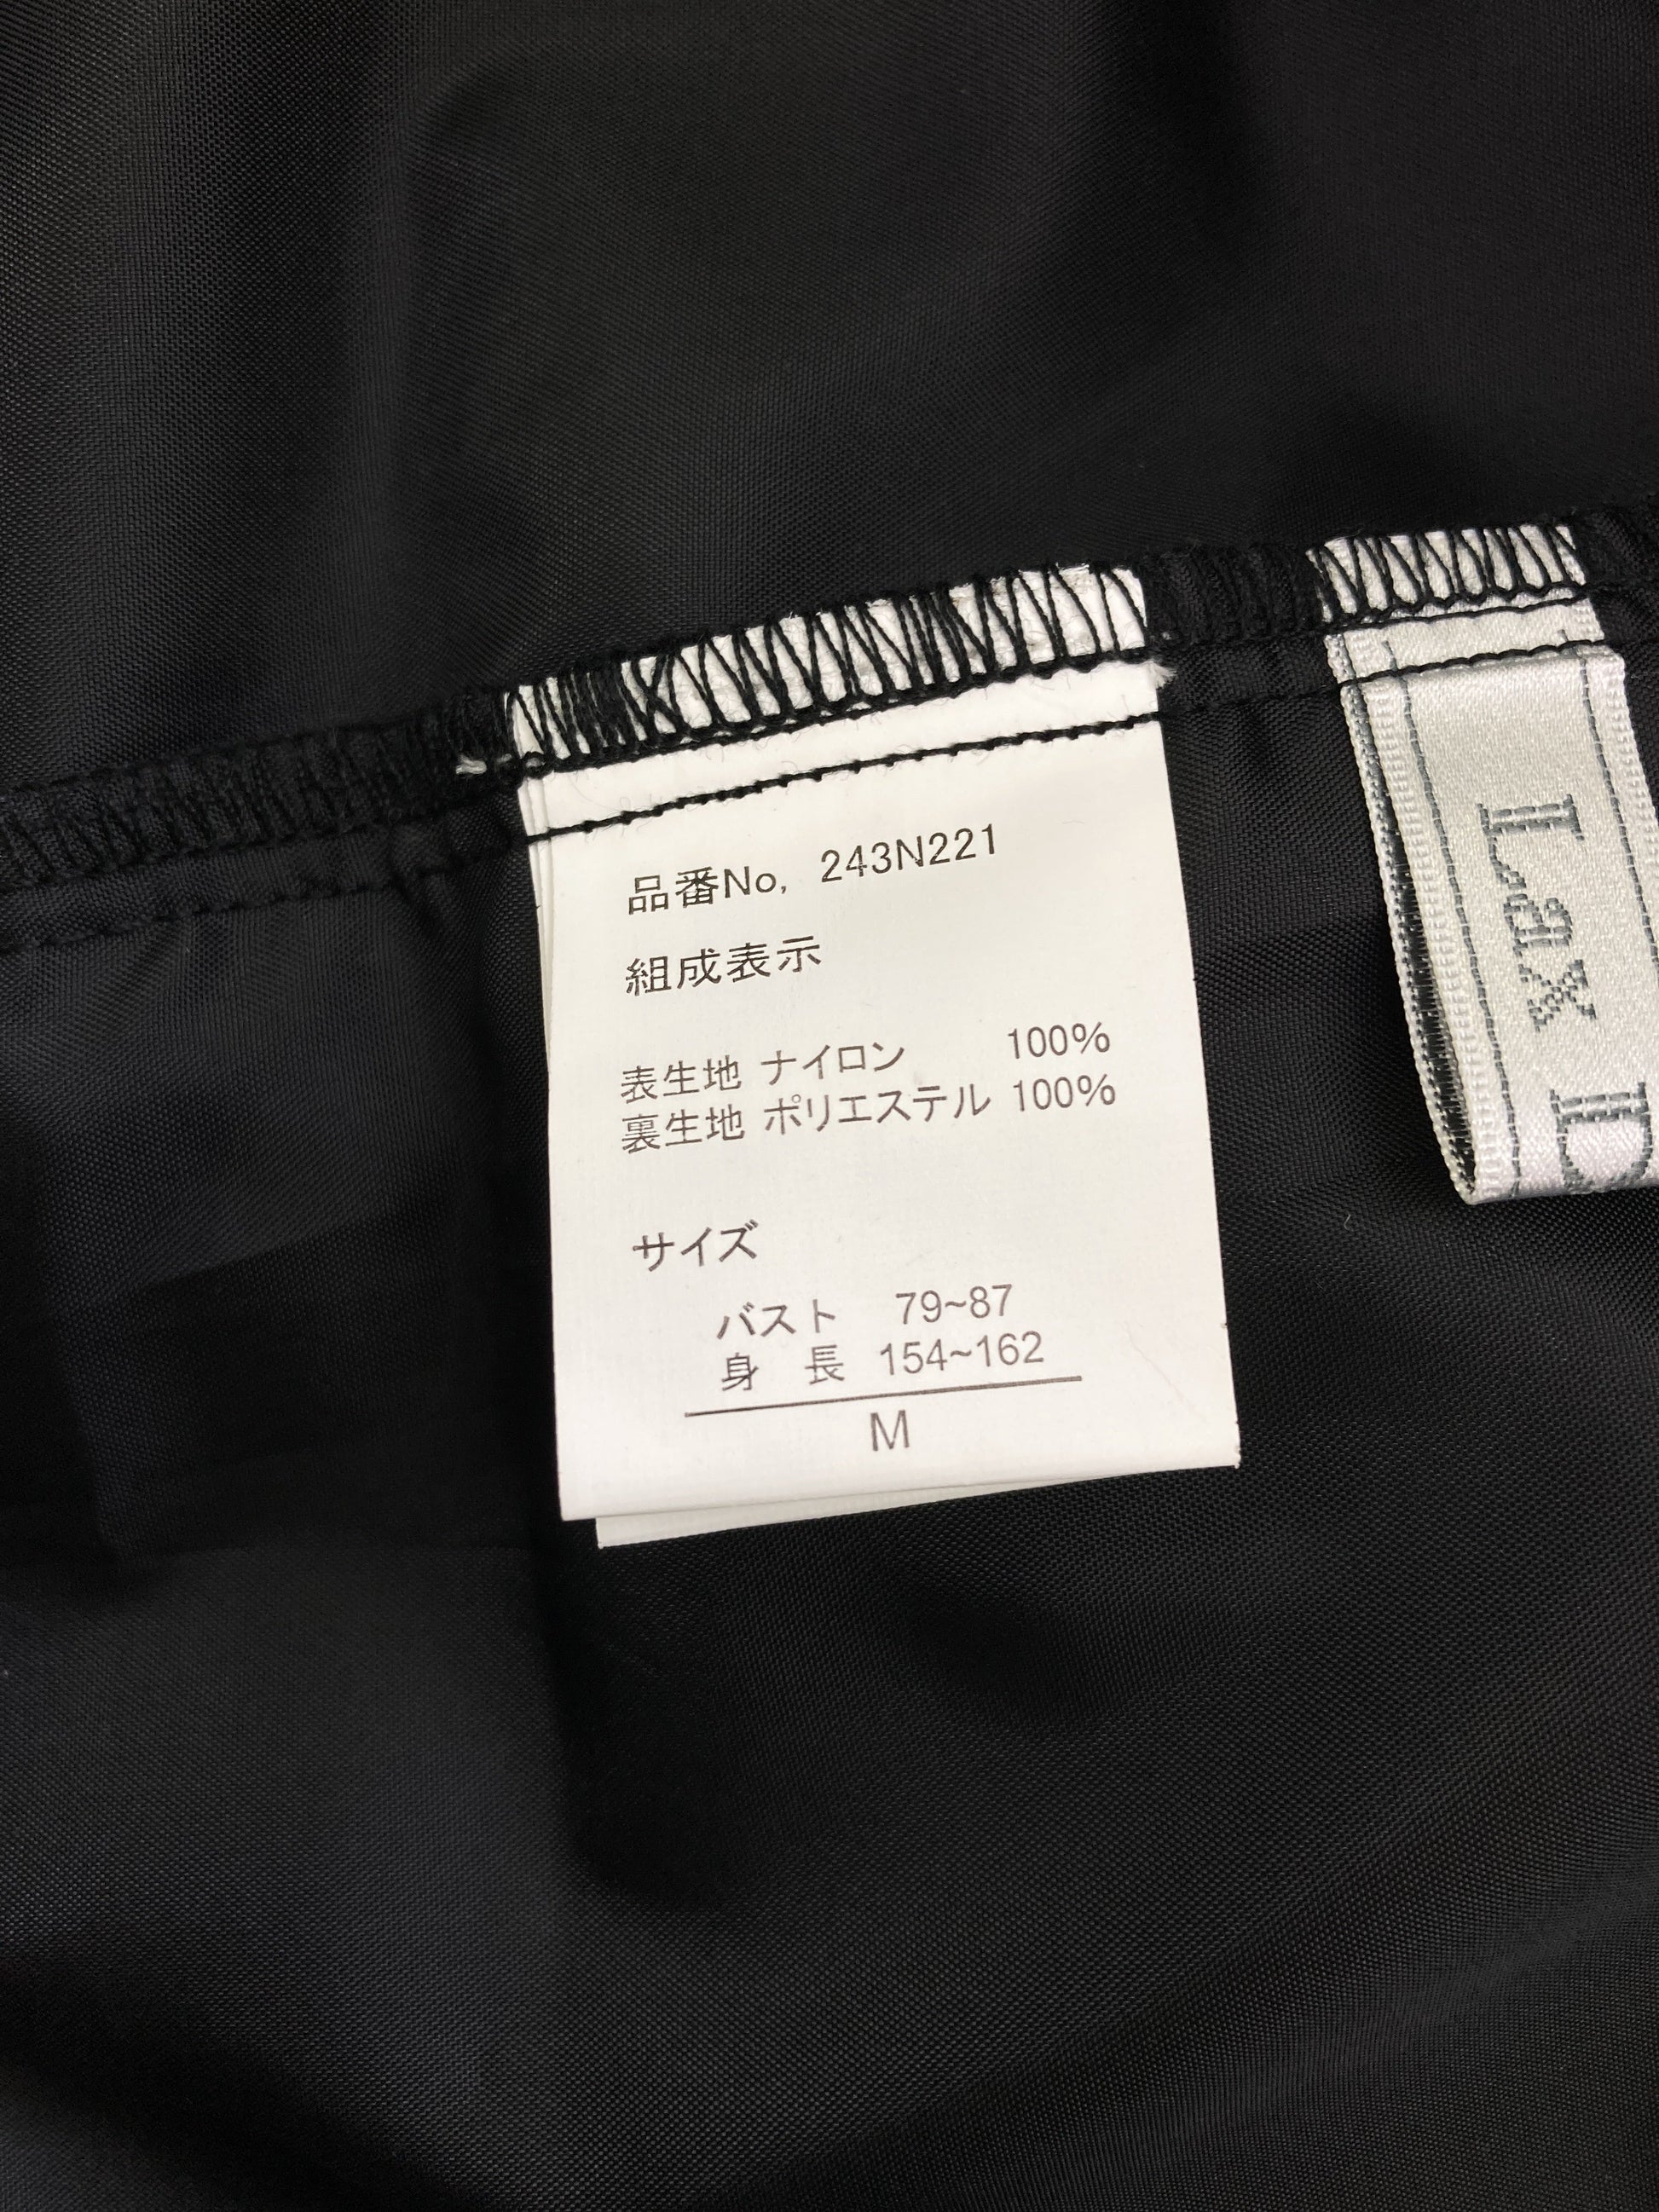 品番No, 243N221
組成表示
表生地 ナイロン 100%
裏生地 ポリエステル 100%
サイズ
バスト 79~87
身 長 154~162
M
Lax